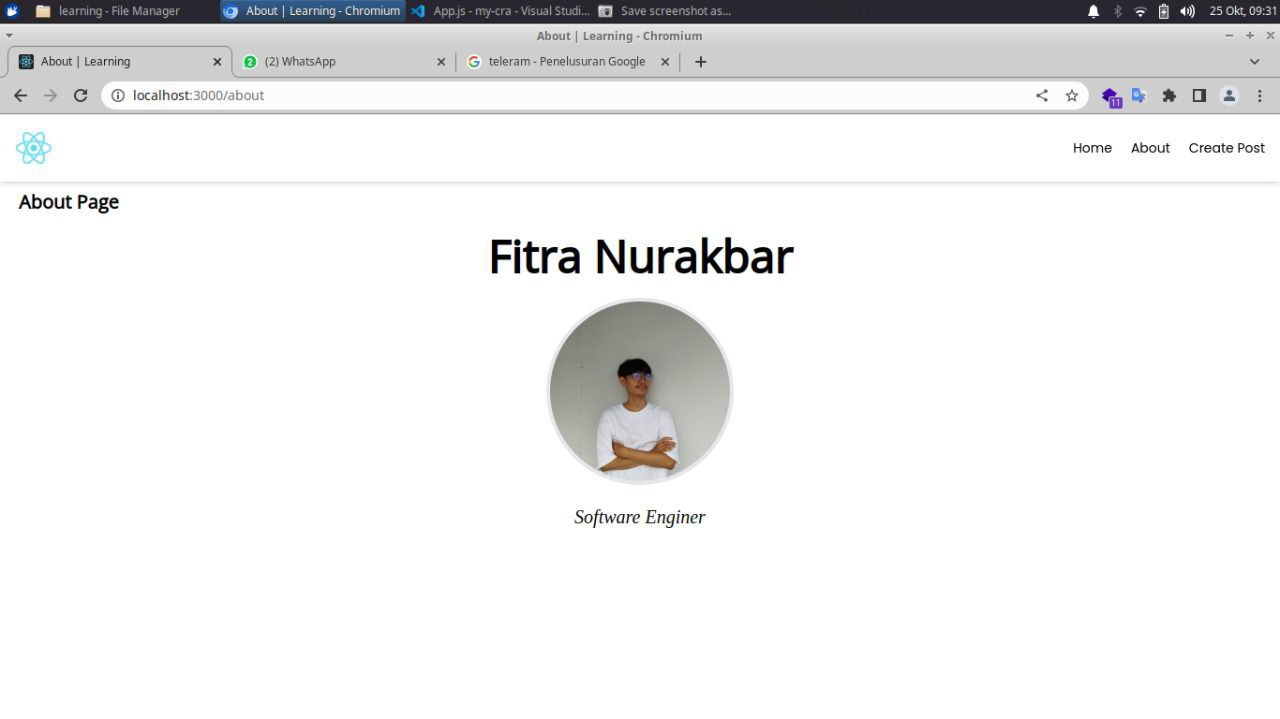 learning - File Manager
About | Learning - Chromium
App.js - my-cra - Visual Studi...
Save screenshot as...
25 Okt, 09:31
About | Learning - Chromium
About | Learning
(2) WhatsApp
teleram - Penelusuran Google
localhost:3000/about
11
Home
About
Create Post
About Page
Fitra Nurakbar
Software Enginer